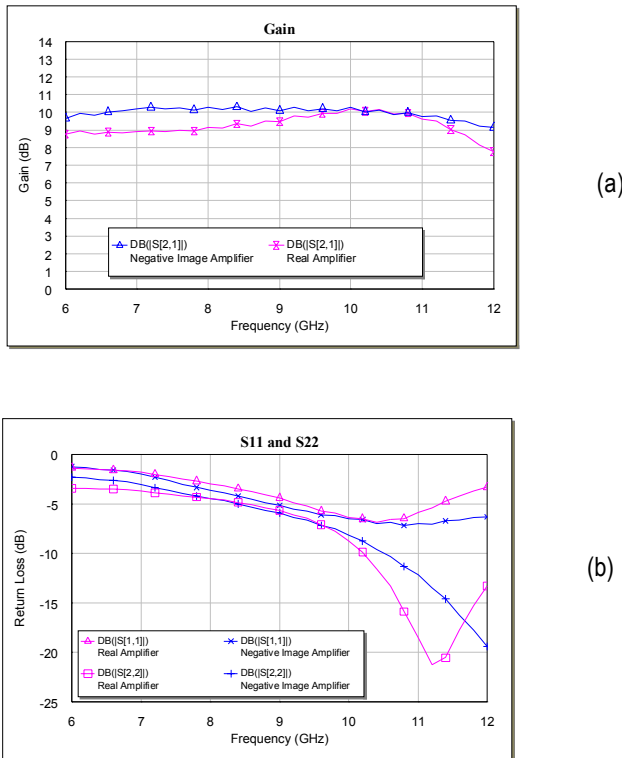 Gain
14
13
12
11
10
9
8
7
6
5
4
3
2
1
0
Gain (dB)
DB(|S[2,1]|)
Negative Image Amplifier
DB(|S[2,1]|)
Real Amplifier
6 7 8 9 10 11 12
Frequency (GHz)
(a)
S11 and S22
0
-5
-10
-15
-20
-25
Return Loss (dB)
DB(|S[1,1]|)
Real Amplifier
DB(|S[1,1]|)
Negative Image Amplifier
DB(|S[2,2]|)
Real Amplifier
DB(|S[2,2]|)
Negative Image Amplifier
6 7 8 9 10 11 12
Frequency (GHz)
(b)